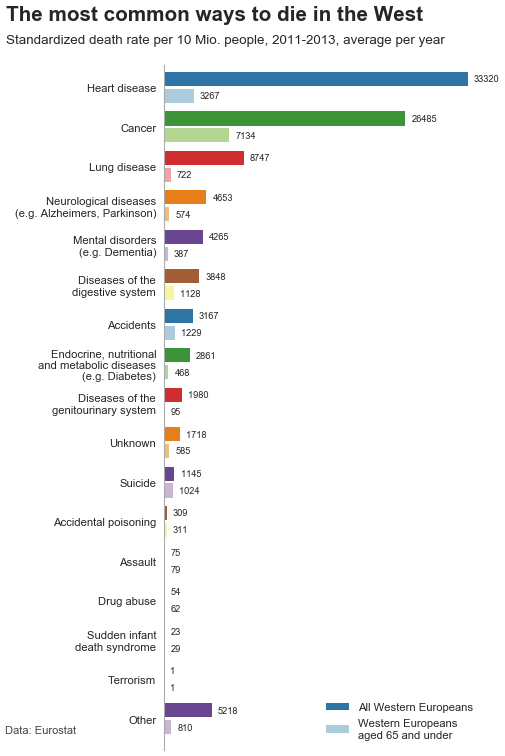 The most common ways to die in the West
Standardized death rate per 10 Mio. people, 2011-2013, average per year
Heart disease
33320
3267
Cancer
26485
7134
Lung disease
8747
722
Neurological diseases
(e.g. Alzheimers, Parkinson)
4653
574
Mental disorders
(e.g. Dementia)
4265
387
Diseases of the
digestive system
3848
1128
Accidents
3167
1229
Endocrine, nutritional
and metabolic diseases
(e.g. Diabetes)
2861
468
Diseases of the
genitourinary system
1980
95
Unknown
1718
585
Suicide
1145
1024
Accidental poisoning
309
311
Assault
75
79
Drug abuse
54
62
Sudden infant
death syndrome
23
29
Terrorism
1
1
Other
5218
810
All Western Europeans
Western Europeans
aged 65 and under
Data: Eurostat